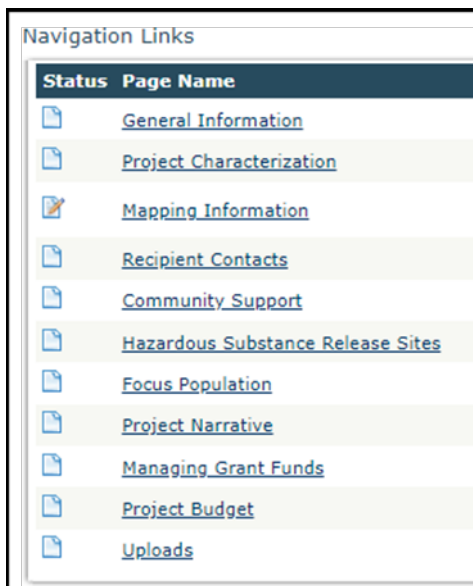 Navigation Links
Status Page Name
General Information
Project Characterization
Mapping Information
Recipient Contacts
Community Support
Hazardous Substance Release Sites
Focus Population
Project Narrative
Managing Grant Funds
Project Budget
Uploads